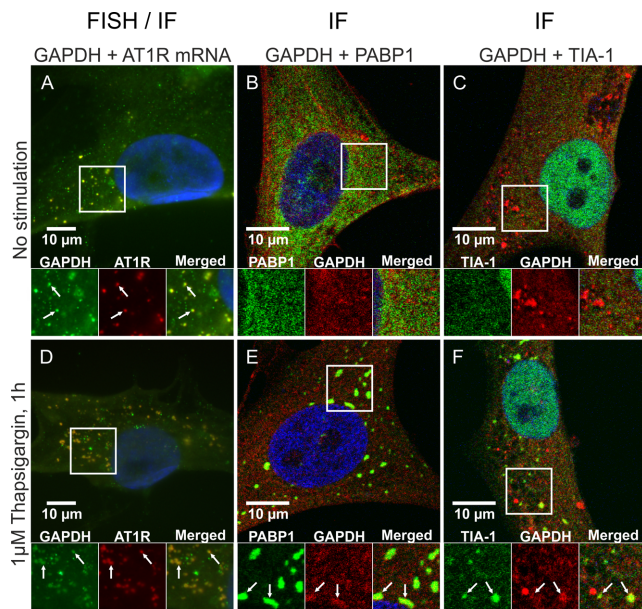 FISH / IF IF IF
GAPDH + AT1R mRNA GAPDH + PABP1 GAPDH + TIA-1
No stimulation
A B C
10 µm 10 µm 10 µm
GAPDH AT1R Merged PABP1 GAPDH Merged TIA-1 GAPDH Merged
1µM Thapsigargin, 1h
D E F
10 µm 10 µm 10 µm
GAPDH AT1R Merged PABP1 GAPDH Merged TIA-1 GAPDH Merged